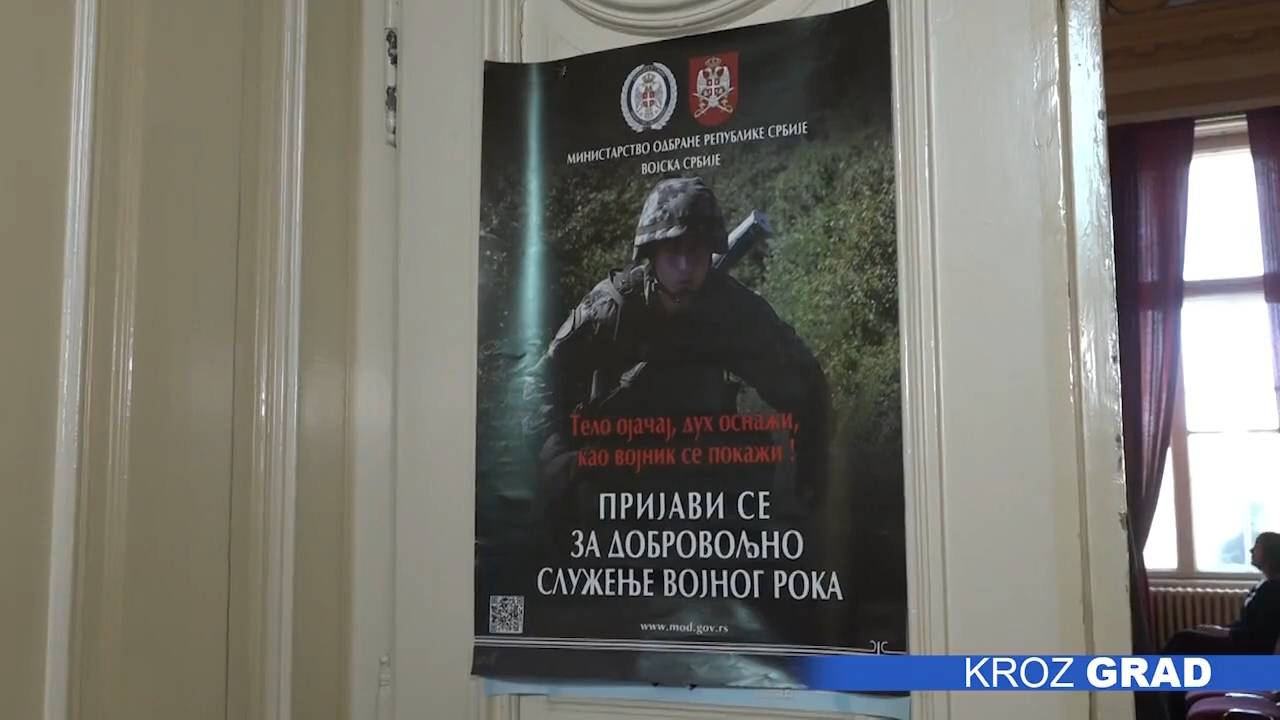 МИНИСТАРСТВО ОДБРАНЕ РЕПУБЛИКЕ СРБИЈЕ
ВОЈСКА СРБИЈЕ
Тело ојачај, дух оснажи,
као војник се покажи !
ПРИЈАВИ СЕ
ЗА ДОБРОВОЉНО
СЛУЖЕЊЕ ВОЈНОГ РОКА
www.mod.gov.rs
KROZ GRAD